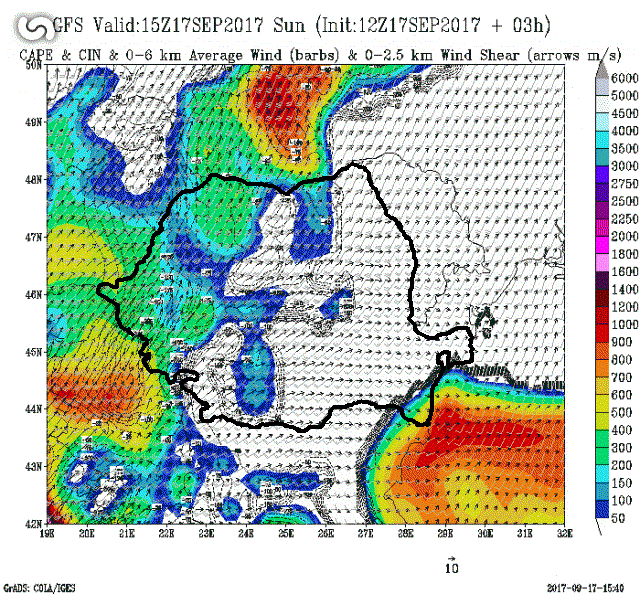 GFS Valid:15Z17SEP2017 Sun (Init:12Z17SEP2017 + 03h)
CAPE & CIN & 0-6 km Average Wind (barbs) & 0-2.5 km Wind Shear (arrows m/s)
50N
49N
48N
47N
46N
45N
44N
43N
42N
19E 20E 21E 22E 23E 24E 25E 26E 27E 28E 29E 30E 31E 32E
6000
5000
4500
4000
3500
3000
2750
2500
2250
2000
1800
1600
1400
1200
1000
900
800
700
600
500
400
300
200
150
100
50
10
GrADS: COLA/IGES
2017-09-17-15:40